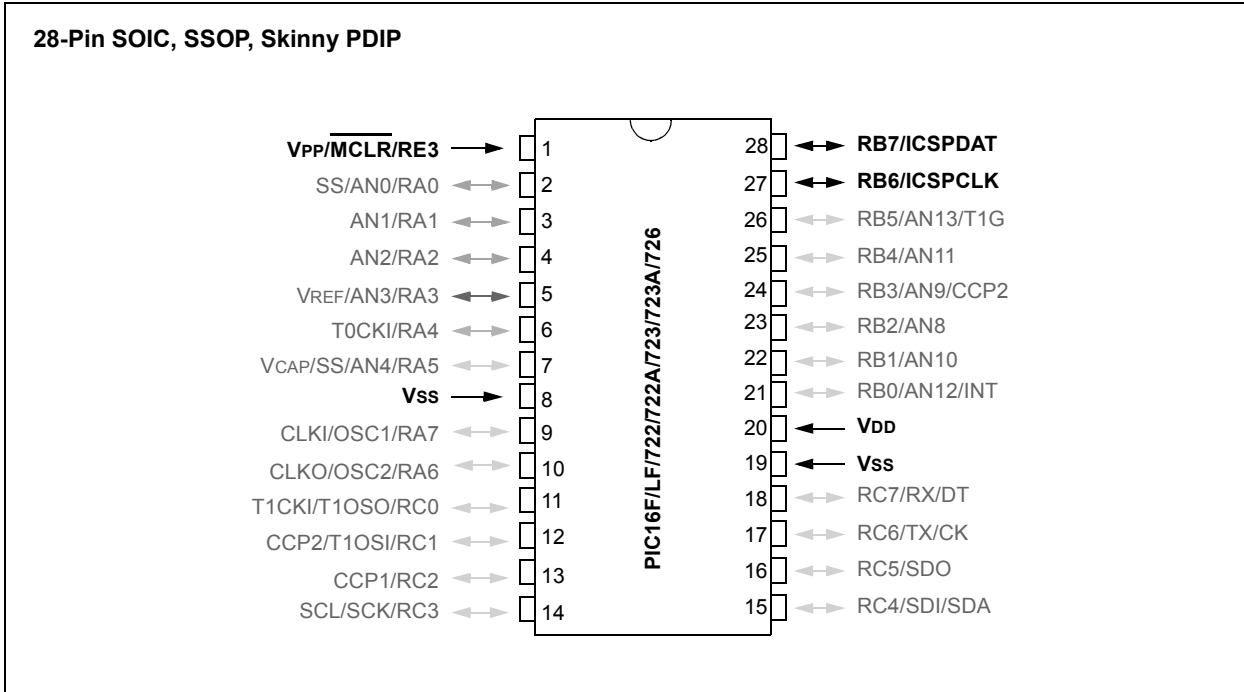 28-Pin SOIC, SSOP, Skinny PDIP
VPP/MCLR/RE3 1
SS/AN0/RA0 2
AN1/RA1 3
AN2/RA2 4
VREF/AN3/RA3 5
T0CKI/RA4 6
VCAP/SS/AN4/RA5 7
VSS 8
CLKI/OSC1/RA7 9
CLKO/OSC2/RA6 10
T1CKI/T1OSO/RC0 11
CCP2/T1OSI/RC1 12
CCP1/RC2 13
SCL/SCK/RC3 14
PIC16F/LF/722/722A/723/723A/726
28 RB7/ICSPDAT
27 RB6/ICSPCLK
26 RB5/AN13/T1G
25 RB4/AN11
24 RB3/AN9/CCP2
23 RB2/AN8
22 RB1/AN10
21 RB0/AN12/INT
20 VDD
19 VSS
18 RC7/RX/DT
17 RC6/TX/CK
16 RC5/SDO
15 RC4/SDI/SDA